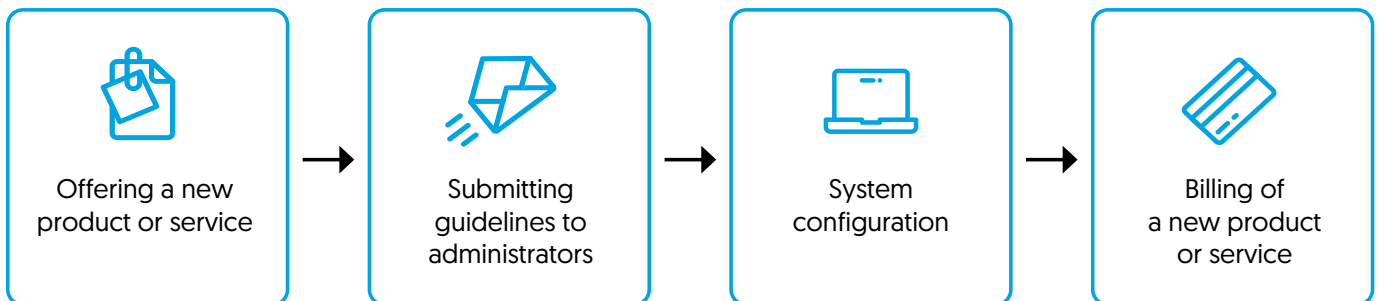 Offering a new
product or service
Submitting
guidelines to
administrators
System
configuration
Billing of
a new product
or service